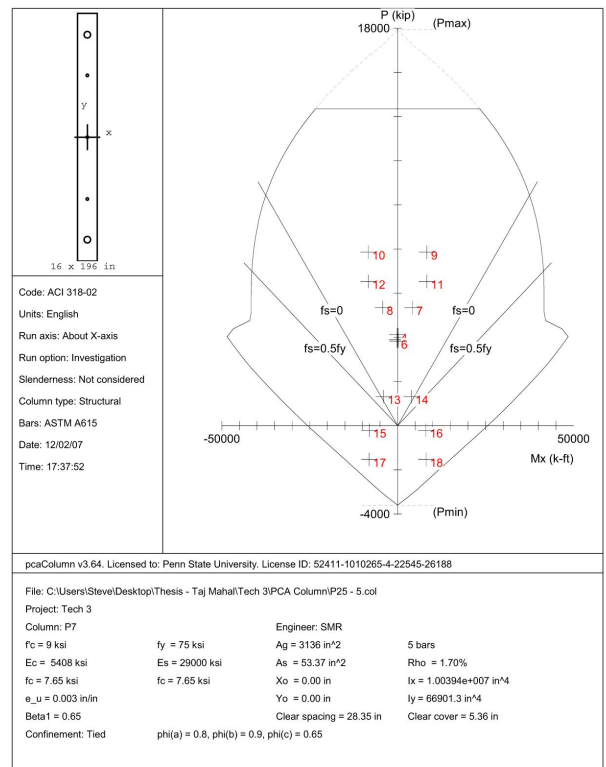 y
x
16 x 196 in
Code: ACI 318-02
Units: English
Run axis: About X-axis
Run option: Investigation
Slenderness: Not considered
Column type: Structural
Bars: ASTM A615
Date: 12/02/07
Time: 17:37:52
P (kip)
18000
(Pmax)
10
9
12
11
8
7
fs=0
fs=0
6
fs=0.5fy
fs=0.5fy
13
14
15
16
-50000
50000
Mx (k-ft)
17
18
-4000
(Pmin)
pcaColumn v3.64. Licensed to: Penn State University. License ID: 52411-1010265-4-22545-26188
File: C:\Users\Steve\Desktop\Thesis - Taj Mahal\Tech 3\PCA Column\P25 - 5.col
Project: Tech 3
Column: P7
Engineer: SMR
f'c = 9 ksi
fy = 75 ksi
Ag = 3136 in^2
5 bars
Ec = 5408 ksi
Es = 29000 ksi
As = 53.37 in^2
Rho = 1.70%
fc = 7.65 ksi
fc = 7.65 ksi
Xo = 0.00 in
Ix = 1.00394e+007 in^4
e_u = 0.003 in/in
Yo = 0.00 in
Iy = 66901.3 in^4
Beta1 = 0.65
Clear spacing = 28.35 in
Clear cover = 5.36 in
Confinement: Tied
phi(a) = 0.8, phi(b) = 0.9, phi(c) = 0.65